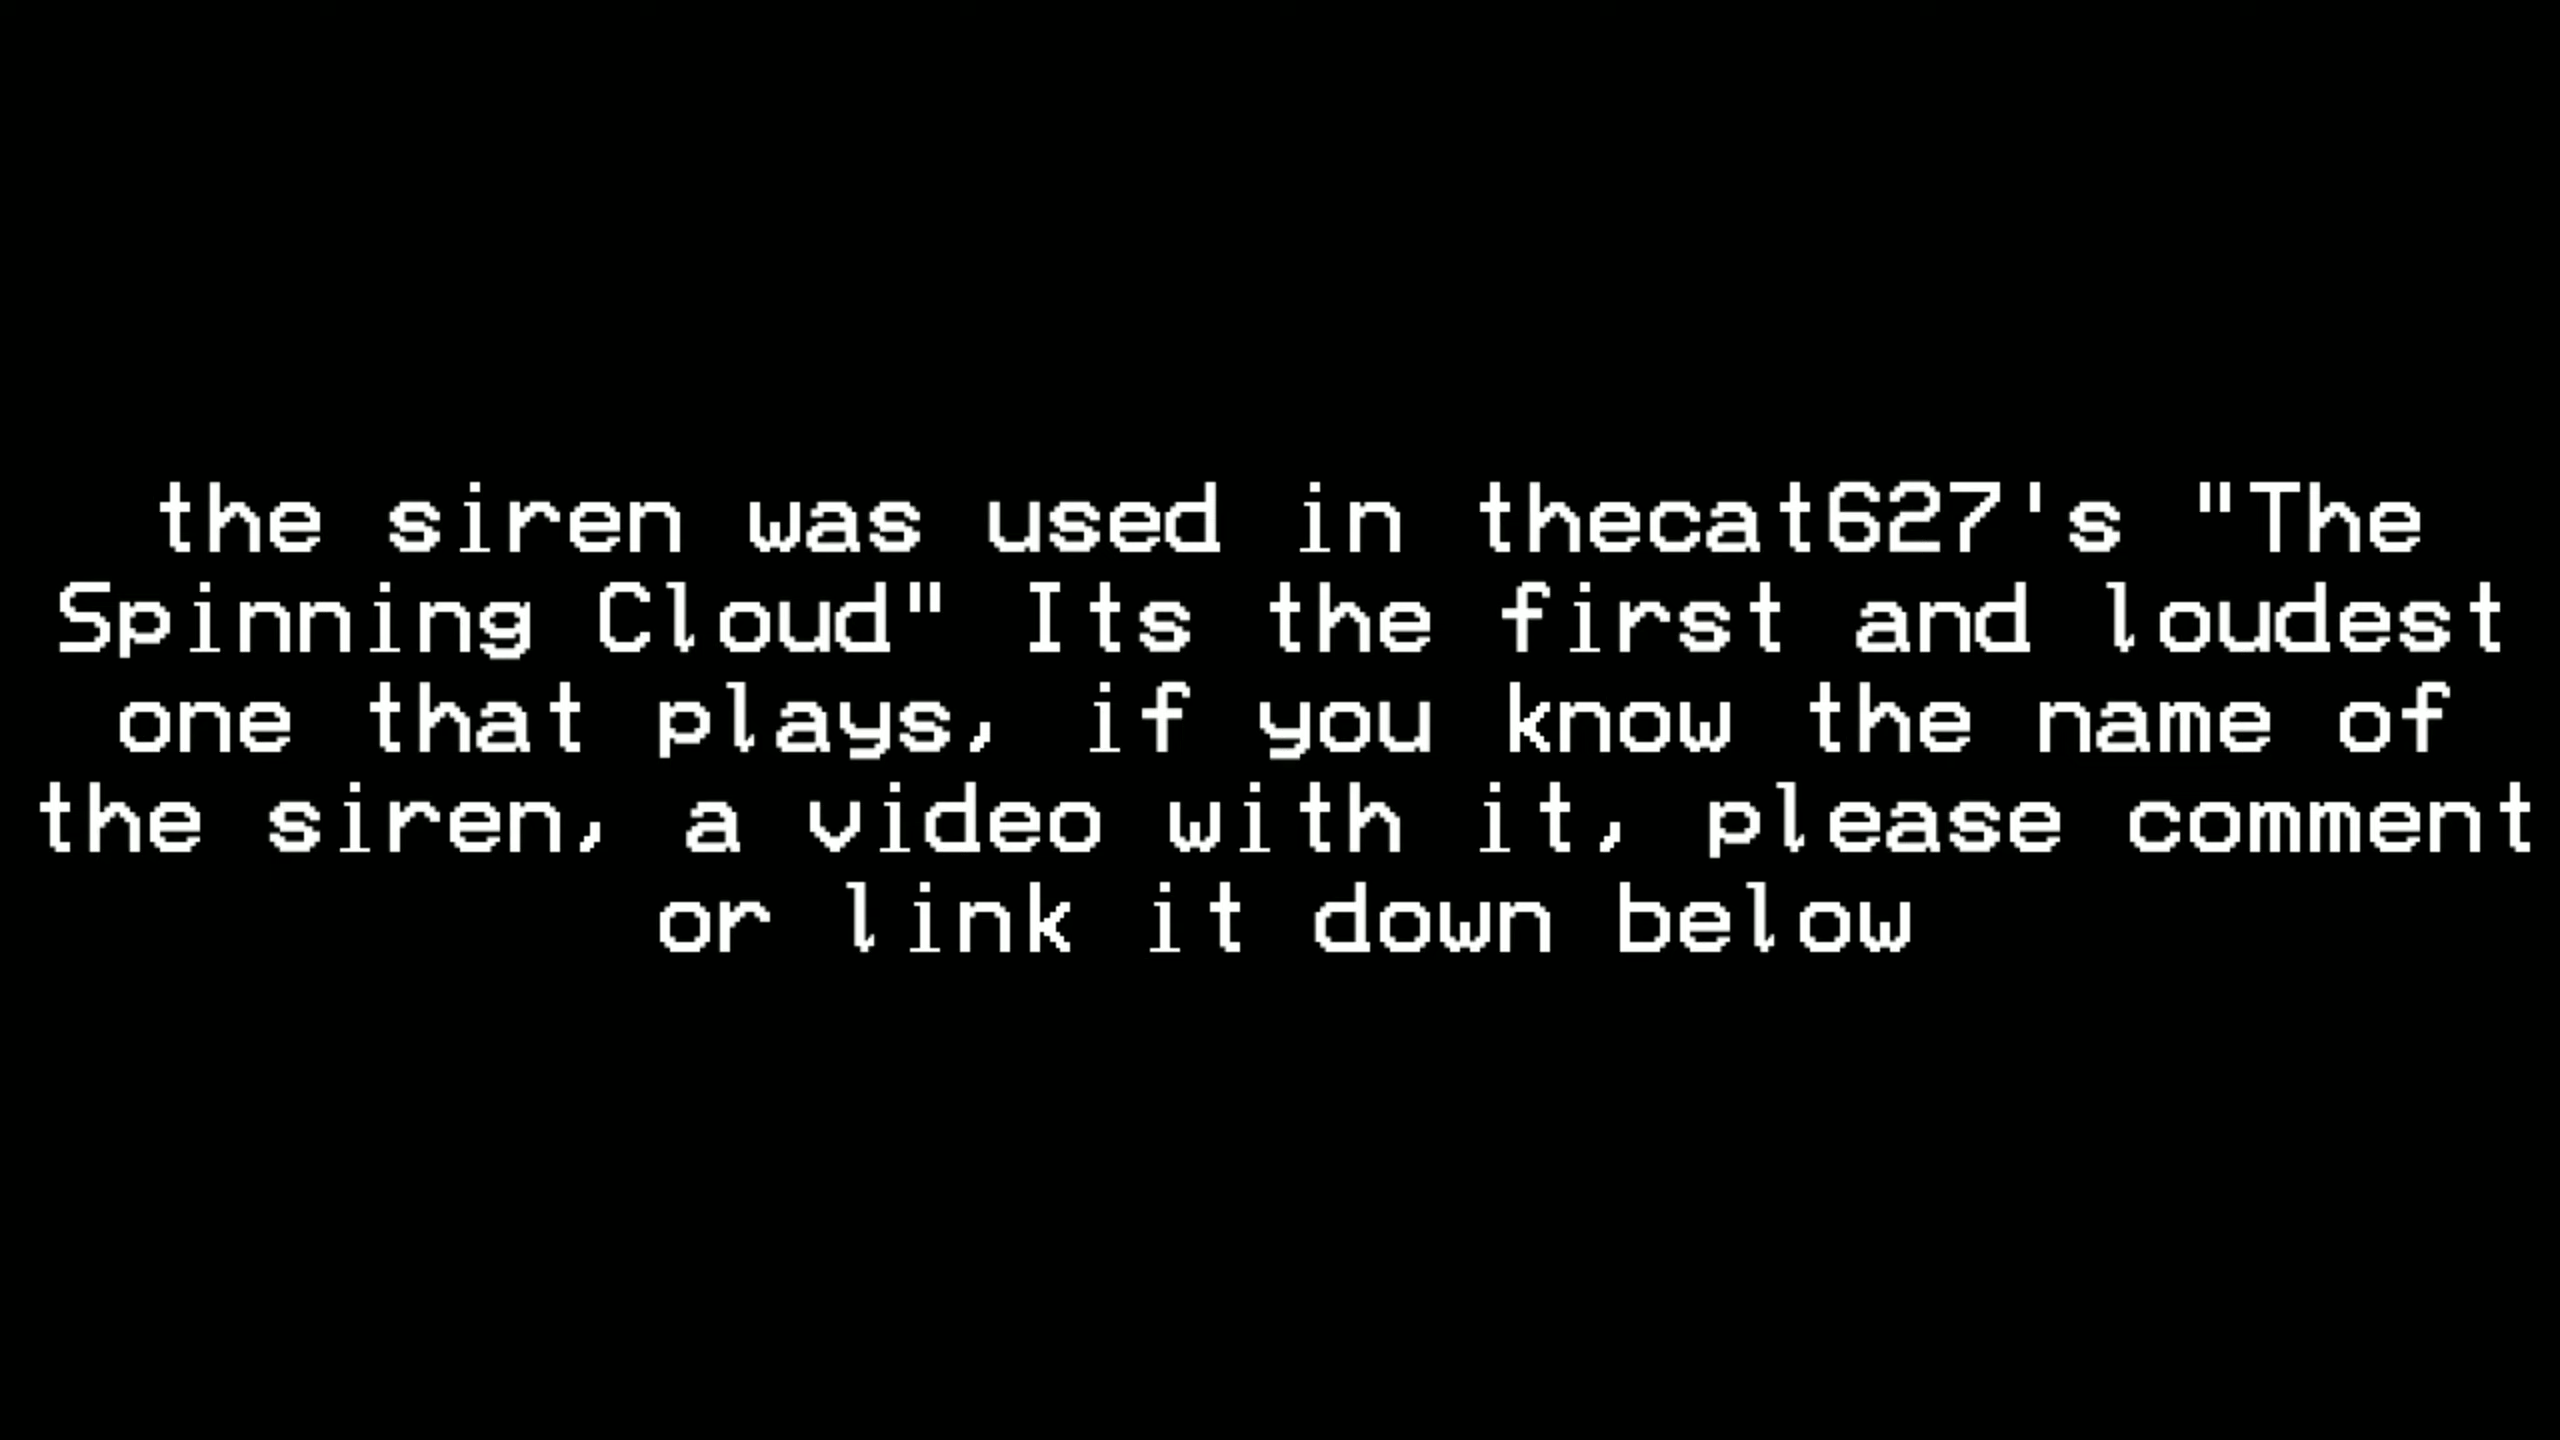 the siren was used in thecat627's "The
Spinning Cloud" Its the first and loudest
one that plays, if you know the name of
the siren, a video with it, please comment
or link it down below